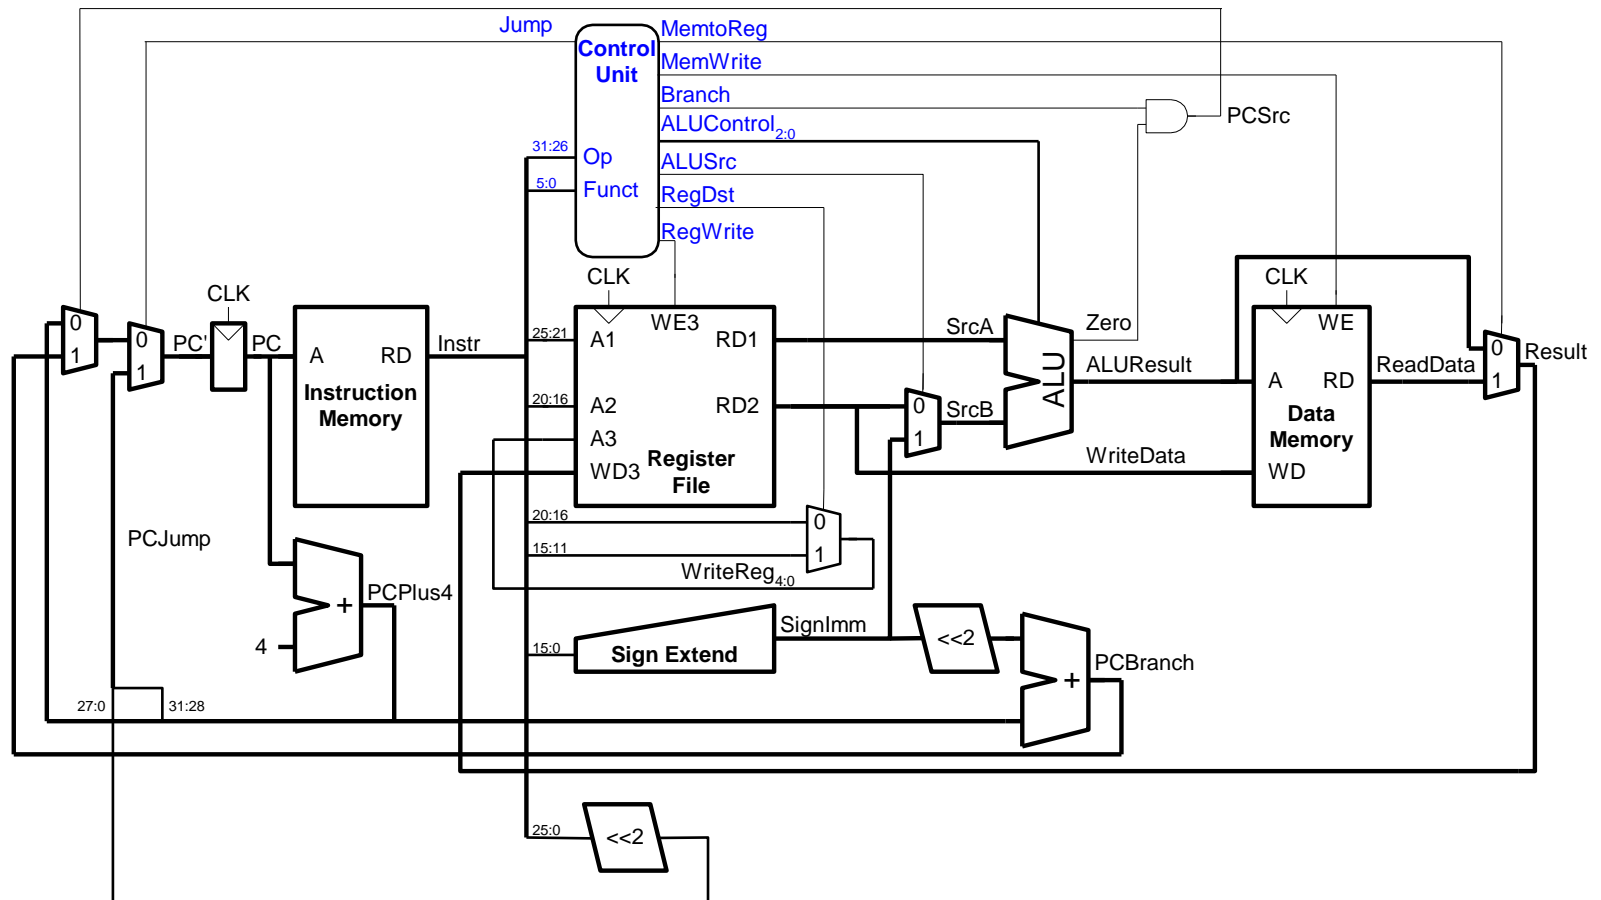 Jump
MemtoReg
Control
Unit
MemWrite
Branch
PCSrc
ALUControl2:0
31:26
Op
ALUSrc
5:0
Funct
RegDst
RegWrite
CLK
CLK
CLK
0
1
0
1
PC'
PC
A
RD
Instruction
Memory
Instr
25:21
A1
WE3
RD1
20:16
A2
RD2
A3
WD3
Register
File
SrcA
0
1
SrcB
ALU
Zero
ALUResult
WriteData
A
WE
RD
Data
Memory
WD
ReadData
0
1
Result
20:16
0
15:11
1
WriteReg4:0
PCJump
PCPlus4
+
4
SignImm
15:0
Sign Extend
<<2
PCBranch
+
27:0
31:28
25:0
<<2